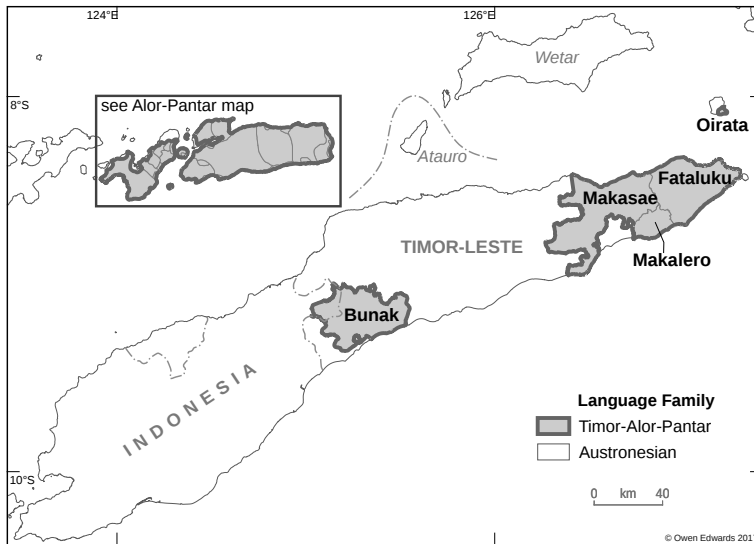 124°E
126°E
8°S
see Alor-Pantar map
Wetar
Oirata
Atauro
Fataluku
Makasae
TIMOR-LESTE
Makalero
Bunak
INDONESIA
Language Family
Timor-Alor-Pantar
Austronesian
10°S
0 km 40
© Owen Edwards